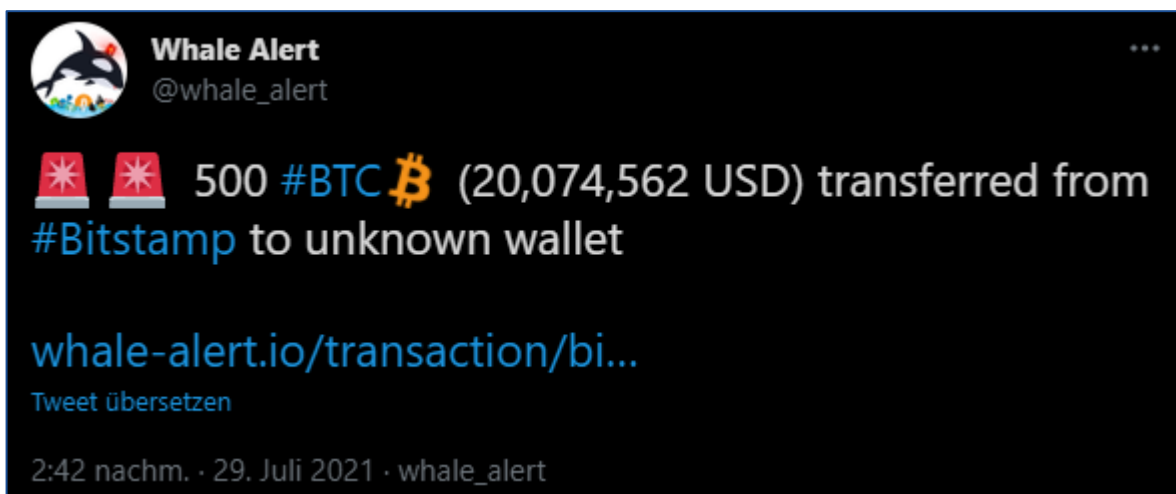 Whale Alert
@whale_alert
🚨 🚨 500 #BTC (20,074,562 USD) transferred from
#Bitstamp to unknown wallet
whale-alert.io/transaction/bi...
Tweet übersetzen
2:42 nachm. · 29. Juli 2021 · whale_alert